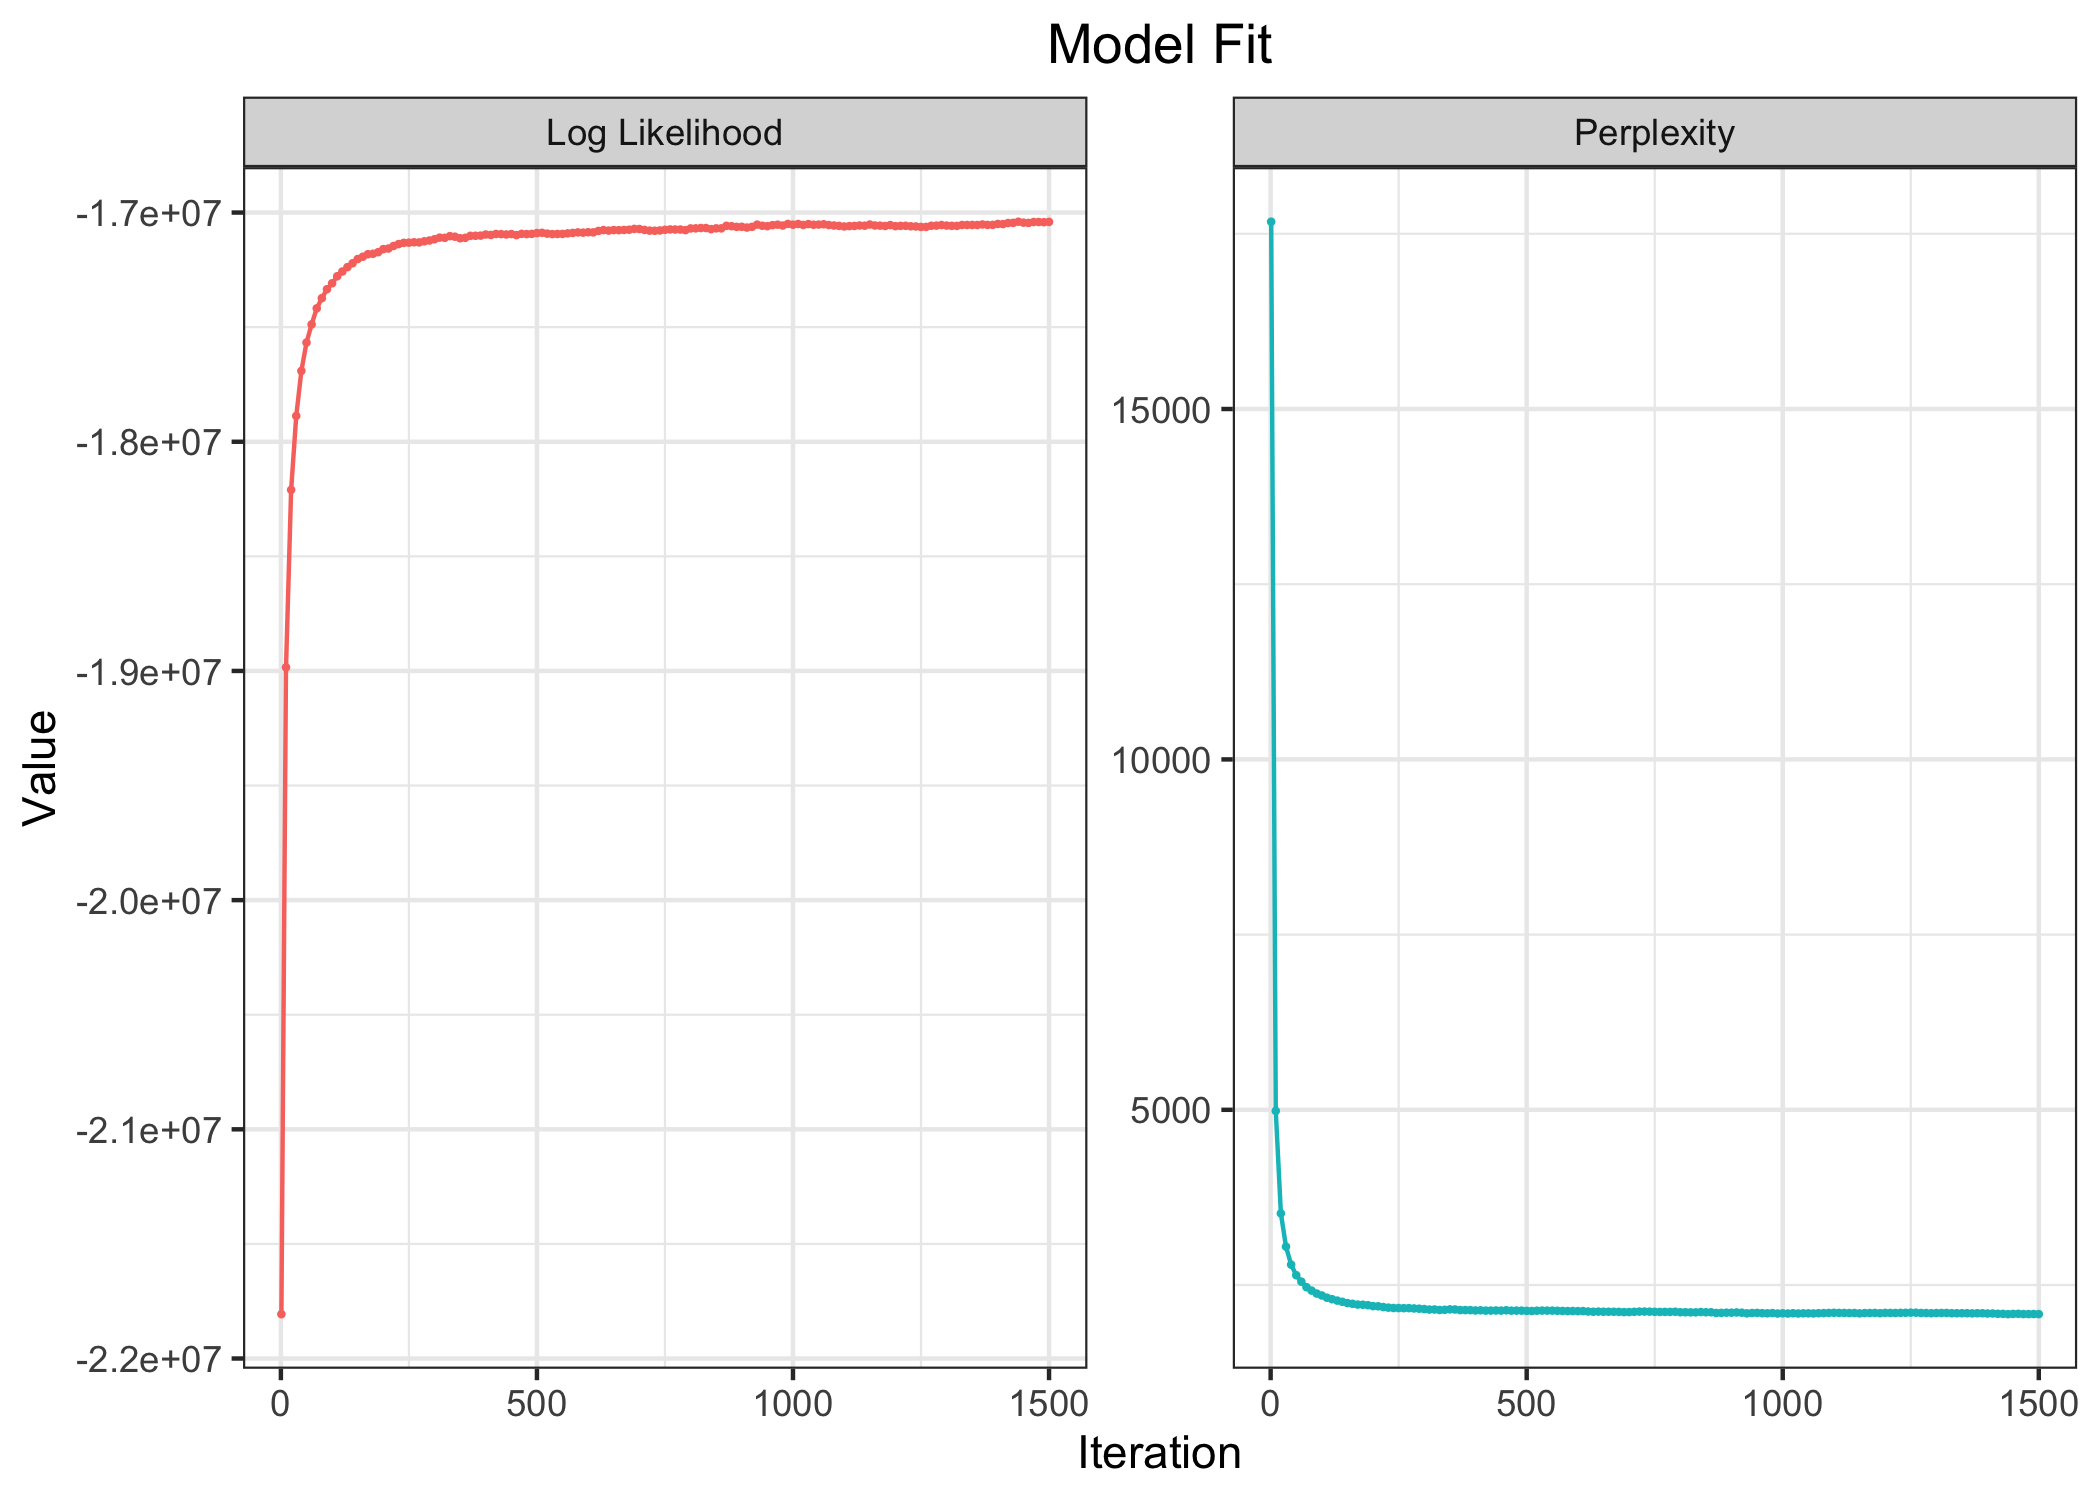 Model Fit
Log Likelihood
Perplexity
Value
-1.7e+07
-1.8e+07
-1.9e+07
-2.0e+07
-2.1e+07
-2.2e+07
15000
10000
5000
0 500 1000 1500
0 500 1000 1500
Iteration